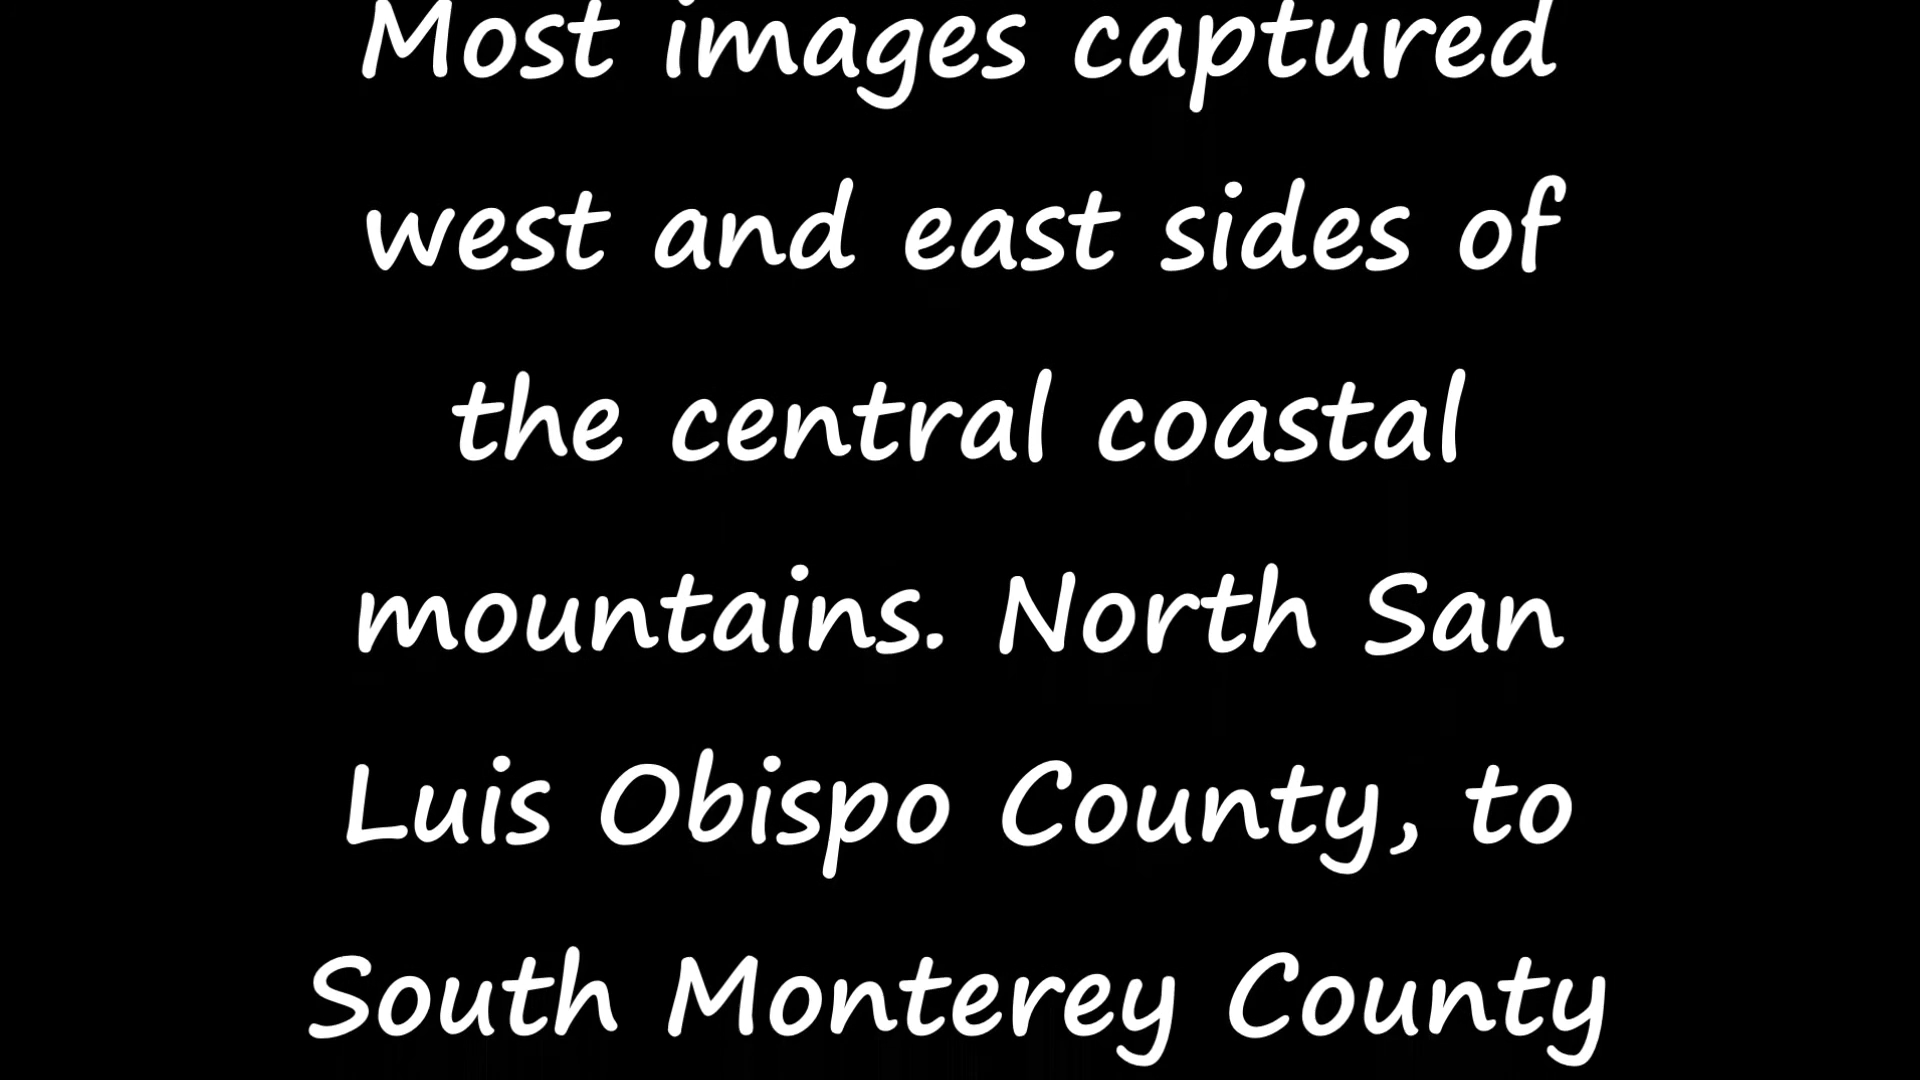 Most images captured
west and east sides of
the central coastal
mountains. North San
Luis Obispo County, to
South Monterey County